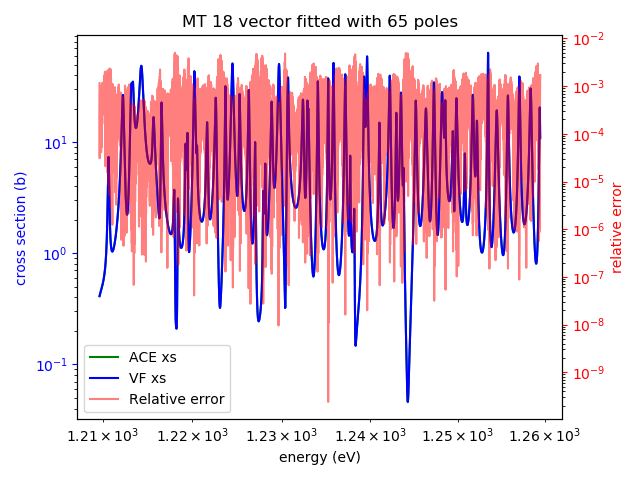 MT 18 vector fitted with 65 poles
cross section (b)
10¹
10⁰
10⁻¹
10⁻²
10⁻³
10⁻⁴
10⁻⁵
10⁻⁶
10⁻⁷
10⁻⁸
10⁻⁹
relative error
ACE xs
VF xs
Relative error
1.21×10³ 1.22×10³ 1.23×10³ 1.24×10³ 1.25×10³ 1.26×10³
energy (eV)